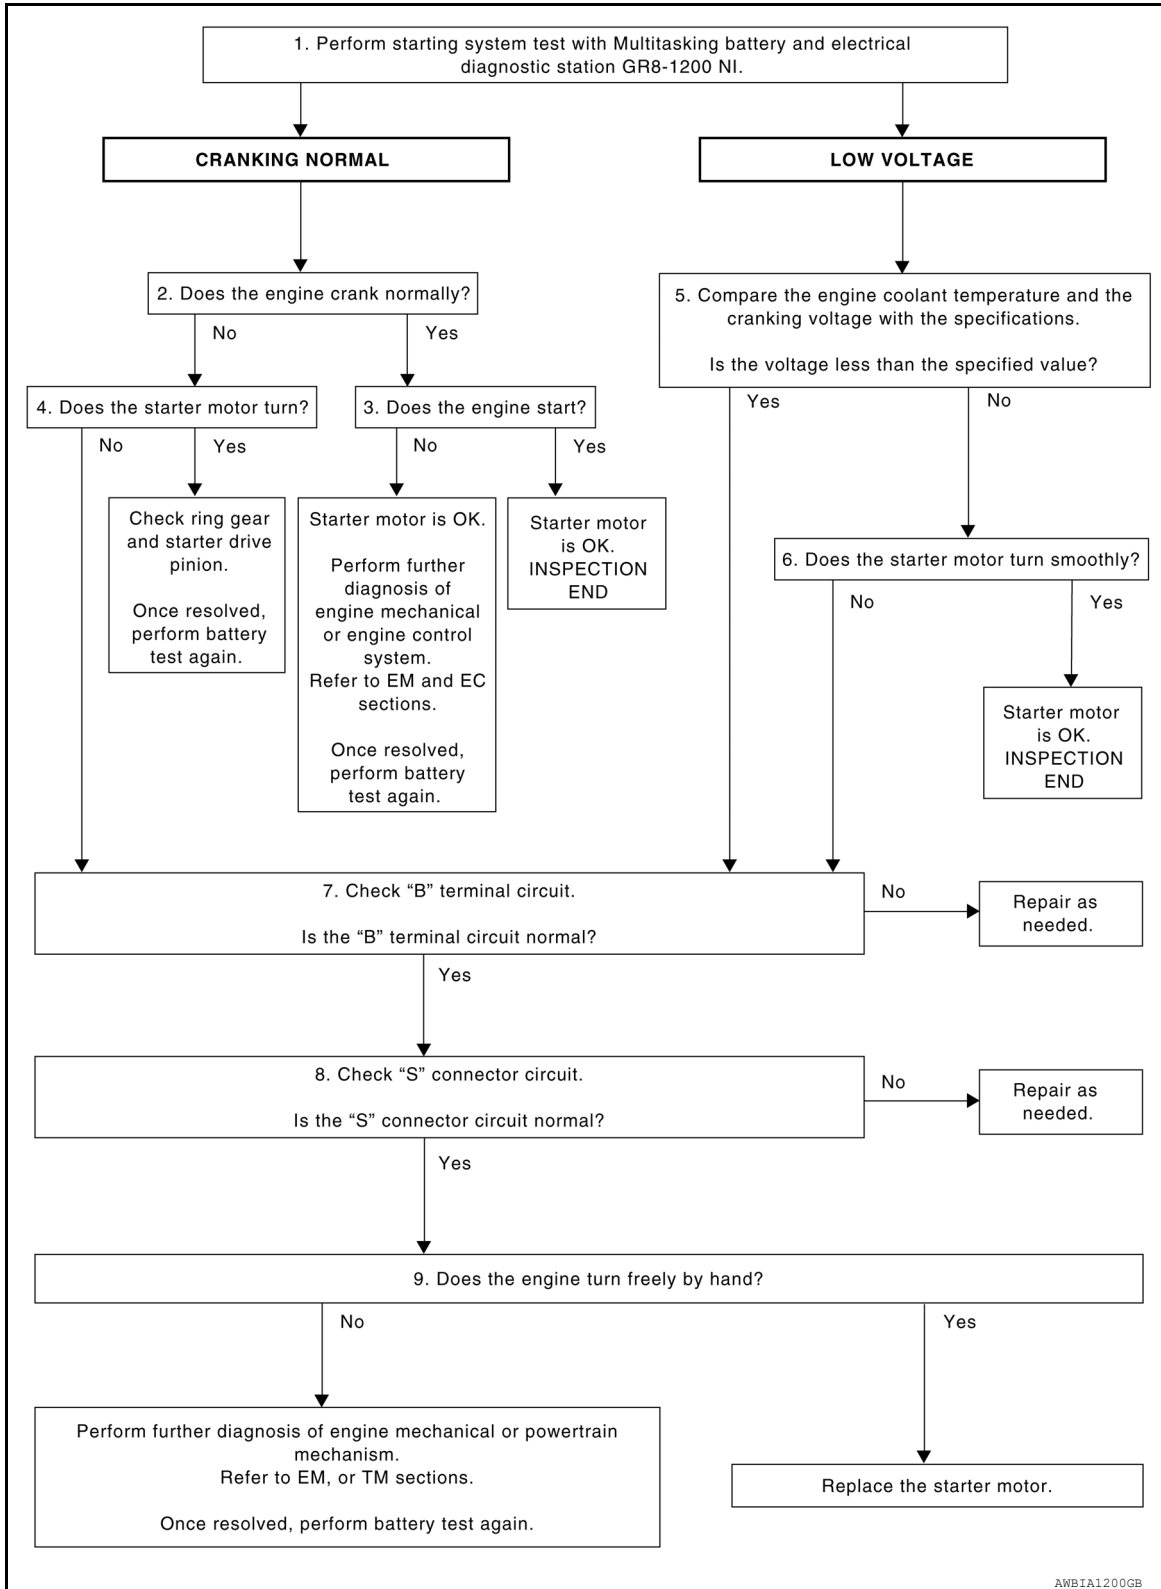 1. Perform starting system test with Multitasking battery and electrical
diagnostic station GR8-1200 NI.
CRANKING NORMAL
LOW VOLTAGE
2. Does the engine crank normally?
No
Yes
4. Does the starter motor turn?
No
Yes
Check ring gear
and starter drive
pinion.
Once resolved,
perform battery
test again.
3. Does the engine start?
No
Yes
Starter motor is OK.
Perform further
diagnosis of
engine mechanical
or engine control
system.
Refer to EM and EC
sections.
Once resolved,
perform battery
test again.
Starter motor
is OK.
INSPECTION
END
5. Compare the engine coolant temperature and the
cranking voltage with the specifications.
Is the voltage less than the specified value?
Yes
No
6. Does the starter motor turn smoothly?
No
Yes
Starter motor
is OK.
INSPECTION
END
7. Check “B” terminal circuit.
Is the “B” terminal circuit normal?
No
Repair as
needed.
Yes
8. Check “S” connector circuit.
Is the “S” connector circuit normal?
No
Repair as
needed.
Yes
9. Does the engine turn freely by hand?
No
Yes
Perform further diagnosis of engine mechanical or powertrain
mechanism.
Refer to EM, or TM sections.
Once resolved, perform battery test again.
Replace the starter motor.
AWBIA1200GB